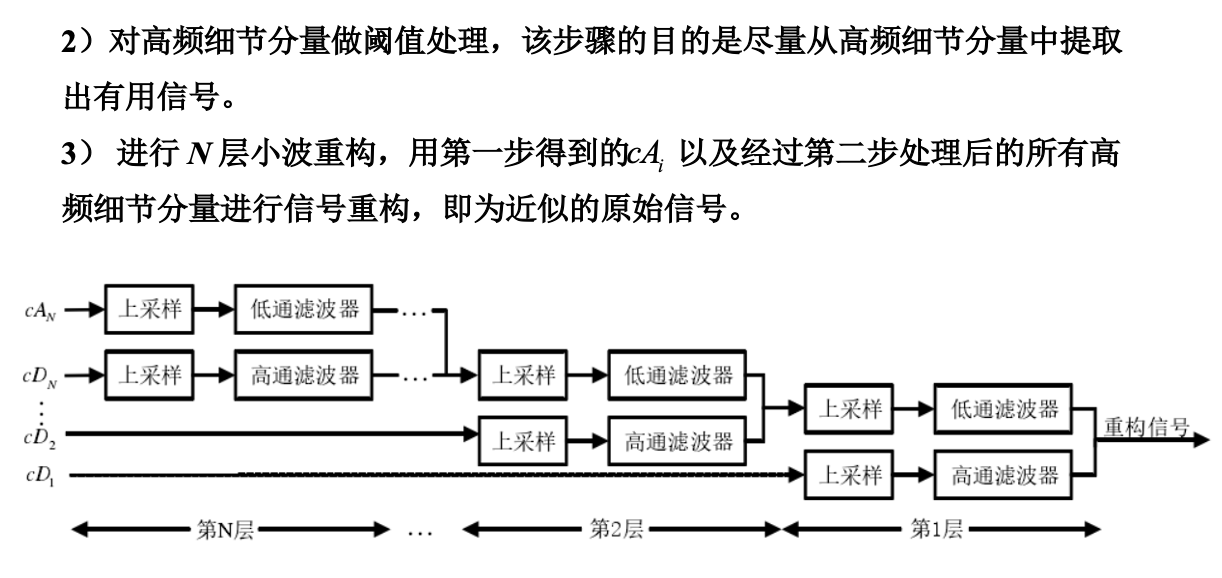 2）对高频细节分量做阈值处理，该步骤的目的是尽量从高频细节分量中提取
出有用信号。
3） 进行 N 层小波重构，用第一步得到的cAi 以及经过第二步处理后的所有高
频细节分量进行信号重构，即为近似的原始信号。
cAN 上采样 低通滤波器 …
cDN 上采样 高通滤波器 … 上采样 低通滤波器
上采样 低通滤波器
⋮
cD2 上采样 高通滤波器
重构信号
cD1 上采样 高通滤波器
第N层 … 第2层 第1层